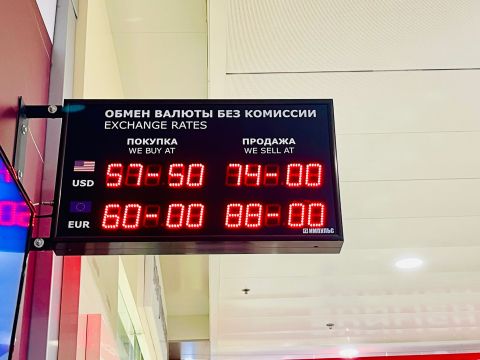 ОБМЕН ВАЛЮТЫ БЕЗ КОМИССИИ
EXCHANGE RATES
ПОКУПКА ПРОДАЖА
WE BUY AT WE SELL AT
USD 57-50 74-00
EUR 60-00 88-00
ИМПУЛЬС